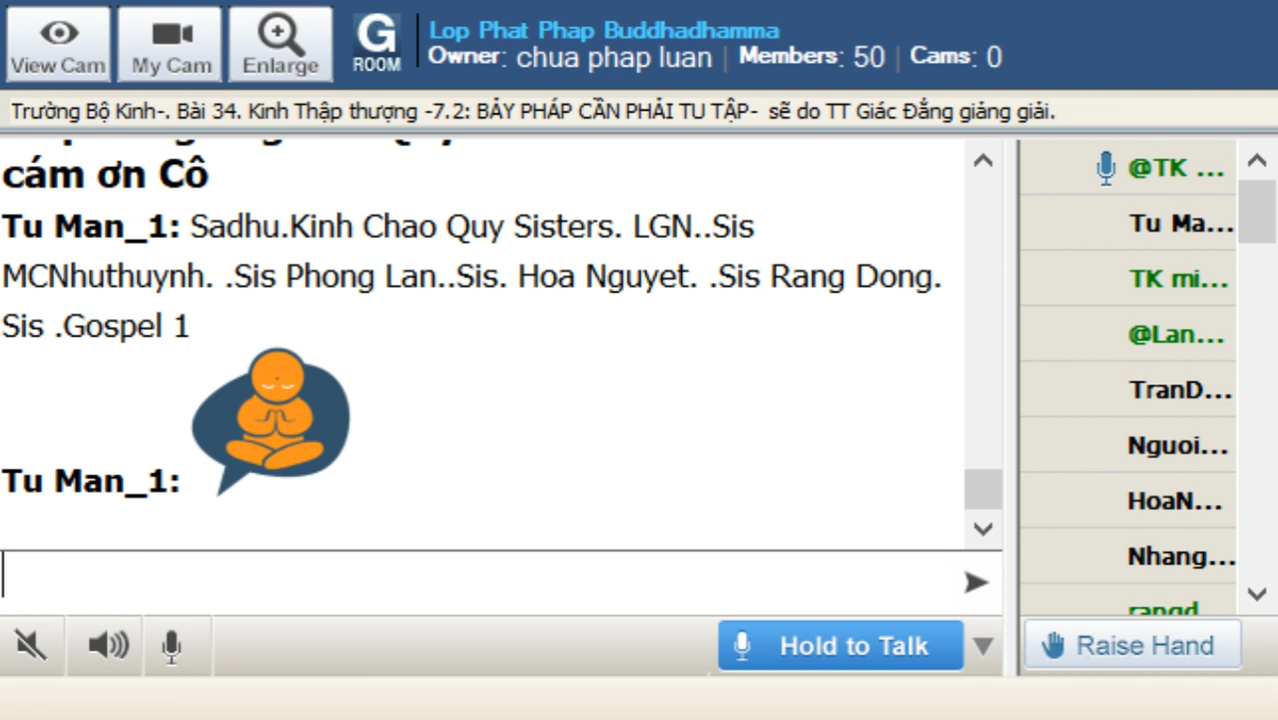 View Cam
My Cam
Enlarge
G
ROOM
Lop Phat Phap Buddhadhamma
Owner: chua phap luan | Members: 50 | Cams: 0
Trường Bộ Kinh-. Bài 34. Kinh Thập thượng -7.2: BẢY PHÁP CẦN PHẢI TU TẬP- sẽ do TT Giác Đẳng giảng giải.
cám ơn Cô
Tu Man_1: Sadhu.Kinh Chao Quy Sisters. LGN..Sis
MCNhuthuynh. .Sis Phong Lan..Sis. Hoa Nguyet. .Sis Rang Dong.
Sis .Gospel 1
Tu Man_1:
@TK ...
Tu Ma...
TK mi...
@Lan...
TranD...
Nguoi...
HoaN...
Nhang...
rangd
Hold to Talk
Raise Hand